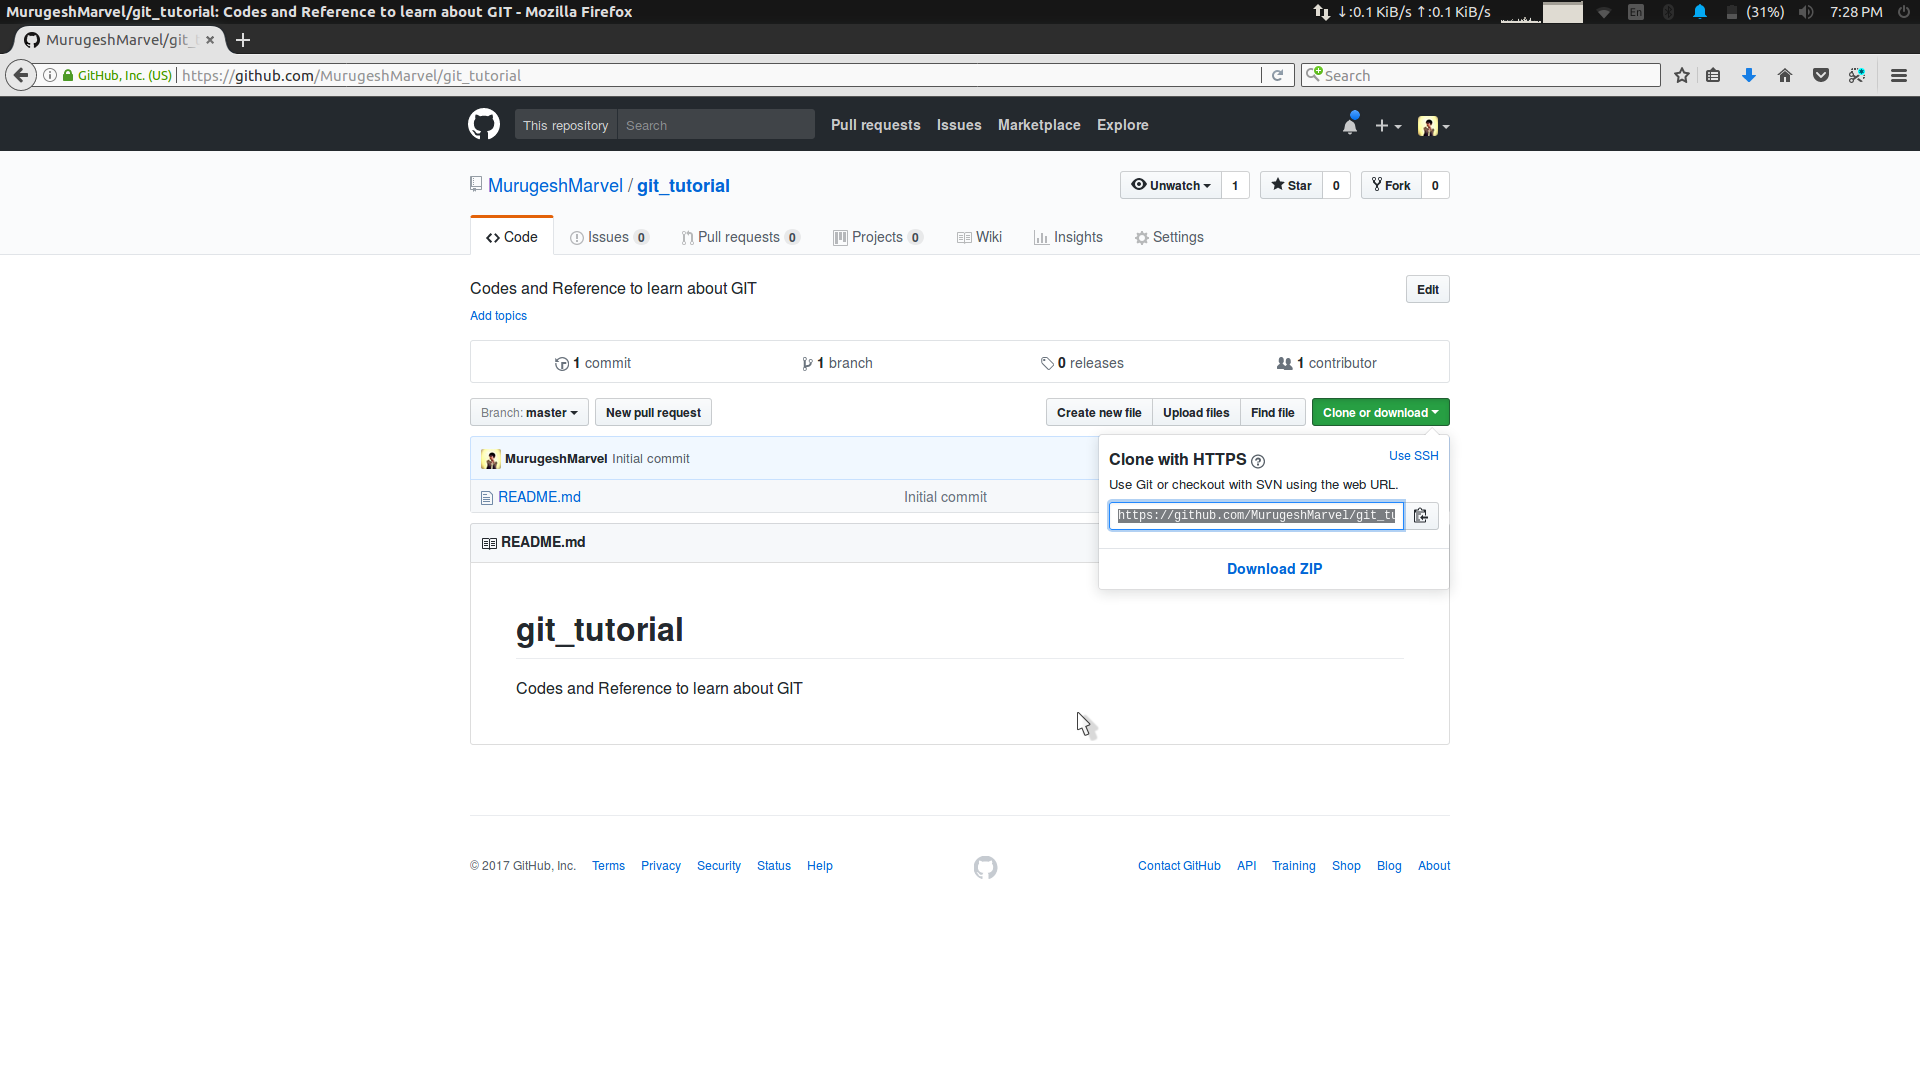 MurugeshMarvel/git_tutorial: Codes and Reference to learn about GIT - Mozilla Firefox
↓:0.1 KiB/s ↑:0.1 KiB/s En (31%) 7:28 PM
MurugeshMarvel/git_t
GitHub, Inc. (US) https://github.com/MurugeshMarvel/git_tutorial
Search
This repository Search Pull requests Issues Marketplace Explore
MurugeshMarvel / git_tutorial
Unwatch 1 Star 0 Fork 0
Code Issues 0 Pull requests 0 Projects 0 Wiki Insights Settings
Codes and Reference to learn about GIT
Edit
Add topics
1 commit 1 branch 0 releases 1 contributor
Branch: master New pull request Create new file Upload files Find file Clone or download
MurugeshMarvel Initial commit
README.md Initial commit
Clone with HTTPS ? Use SSH
Use Git or checkout with SVN using the web URL.
https://github.com/MurugeshMarvel/git_tu
Download ZIP
README.md
git_tutorial
Codes and Reference to learn about GIT
© 2017 GitHub, Inc. Terms Privacy Security Status Help Contact GitHub API Training Shop Blog About